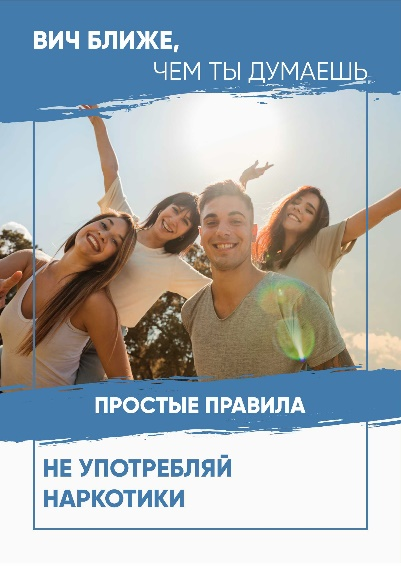 ВИЧ БЛИЖЕ,
ЧЕМ ТЫ ДУМАЕШЬ
ПРОСТЫЕ ПРАВИЛА
НЕ УПОТРЕБЛЯЙ
НАРКОТИКИ